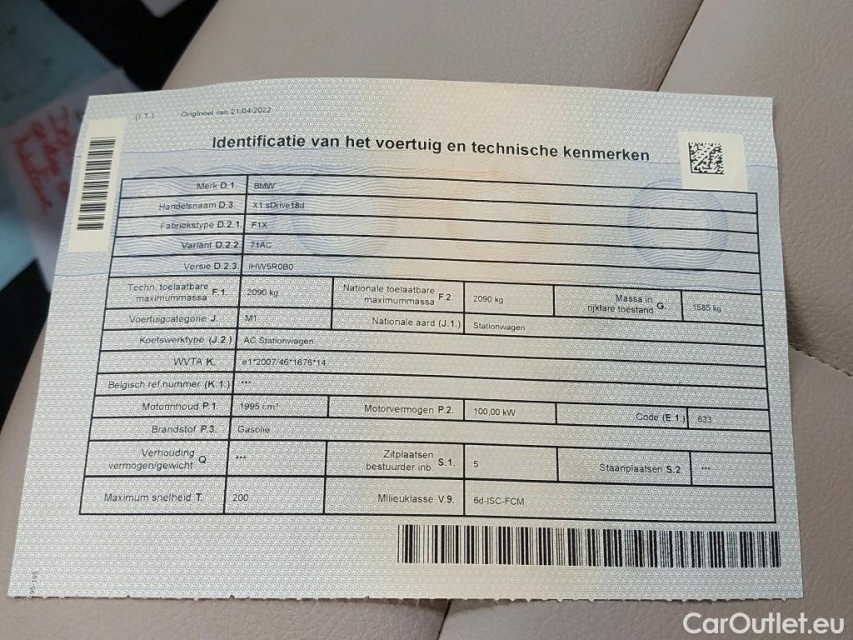 (I.1.) Origineel van 21/04/2022
Identificatie van het voertuig en technische kenmerken
Merk D.1. BMW
Handelsnaam D.3. X1 sDrive18d
Fabriekstype D.2.1 F1X
Variant D.2.2. 71AC
Versie D.2.3. IHW5R0B0
Techn. toelaatbare maximummassa F.1. 2090 kg Nationale toelaatbare maximummassa F.2. 2090 kg Massa in rijklare toestand G. 1585 kg
Voertuigcategorie J. M1 Nationale aard (J.1.) Stationwagen
Koetswerktype (J.2.) AC Stationwagen
WVTA K. e1*2007/46*1676*14
Belgisch ref.nummer (K.1.) ***
Motorinhoud P.1. 1995 cm³ Motorvermogen P.2 100,00 kW Code (E.1.) 633
Brandstof P.3. Gasolie
Verhouding vermogen/gewicht Q. *** Zitplaatsen bestuurder inb. S.1. 5 Staanplaatsen S.2. ***
Maximum snelheid T. 200 Milieuklasse V.9. 6d-ISC-FCM
CarOutlet.eu